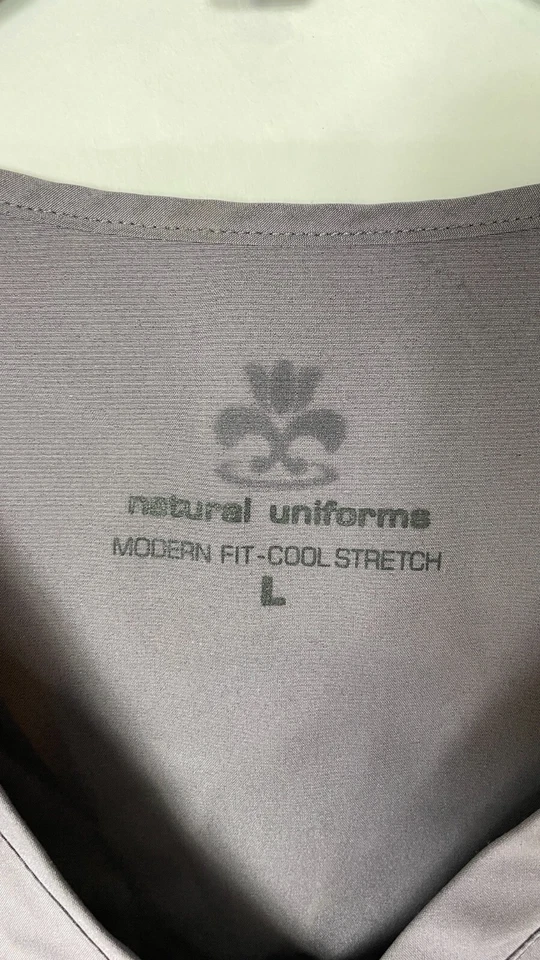 natural uniforms
MODERN FIT-COOL STRETCH
L